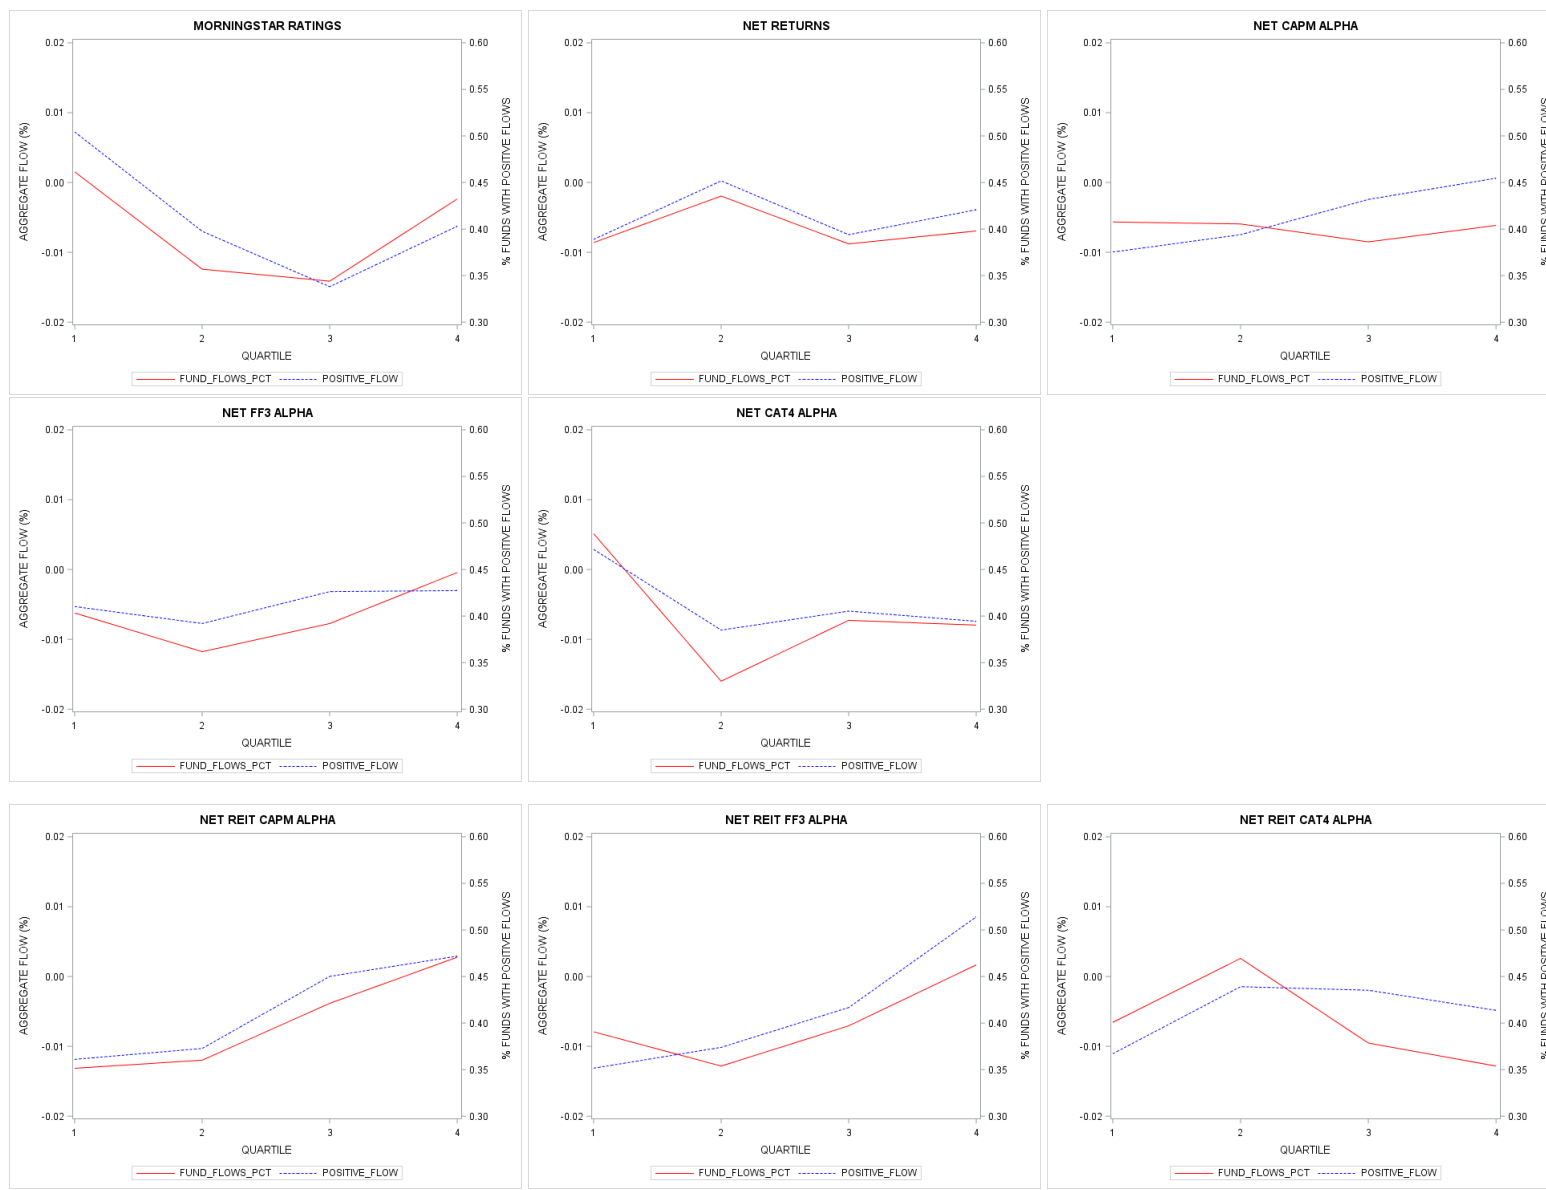 MORNINGSTAR RATINGS
0.02
0.01
0.00
-0.01
-0.02
0.60
0.55
0.50
0.45
0.40
0.35
0.30
AGGREGATE FLOW (%)
% FUNDS WITH POSITIVE FLOWS
1 2 3 4
QUARTILE
FUND_FLOWS_PCT POSITIVE_FLOW
NET RETURNS
0.02
0.01
0.00
-0.01
-0.02
0.60
0.55
0.50
0.45
0.40
0.35
0.30
AGGREGATE FLOW (%)
% FUNDS WITH POSITIVE FLOWS
1 2 3 4
QUARTILE
FUND_FLOWS_PCT POSITIVE_FLOW
NET CAPM ALPHA
0.02
0.01
0.00
-0.01
-0.02
0.60
0.55
0.50
0.45
0.40
0.35
0.30
AGGREGATE FLOW (%)
% FUNDS WITH POSITIVE FLOWS
1 2 3 4
QUARTILE
FUND_FLOWS_PCT POSITIVE_FLOW
NET FF3 ALPHA
0.02
0.01
0.00
-0.01
-0.02
0.60
0.55
0.50
0.45
0.40
0.35
0.30
AGGREGATE FLOW (%)
% FUNDS WITH POSITIVE FLOWS
1 2 3 4
QUARTILE
FUND_FLOWS_PCT POSITIVE_FLOW
NET CAT4 ALPHA
0.02
0.01
0.00
-0.01
-0.02
0.60
0.55
0.50
0.45
0.40
0.35
0.30
AGGREGATE FLOW (%)
% FUNDS WITH POSITIVE FLOWS
1 2 3 4
QUARTILE
FUND_FLOWS_PCT POSITIVE_FLOW
NET REIT CAPM ALPHA
0.02
0.01
0.00
-0.01
-0.02
0.60
0.55
0.50
0.45
0.40
0.35
0.30
AGGREGATE FLOW (%)
% FUNDS WITH POSITIVE FLOWS
1 2 3 4
QUARTILE
FUND_FLOWS_PCT POSITIVE_FLOW
NET REIT FF3 ALPHA
0.02
0.01
0.00
-0.01
-0.02
0.60
0.55
0.50
0.45
0.40
0.35
0.30
AGGREGATE FLOW (%)
% FUNDS WITH POSITIVE FLOWS
1 2 3 4
QUARTILE
FUND_FLOWS_PCT POSITIVE_FLOW
NET REIT CAT4 ALPHA
0.02
0.01
0.00
-0.01
-0.02
0.60
0.55
0.50
0.45
0.40
0.35
0.30
AGGREGATE FLOW (%)
% FUNDS WITH POSITIVE FLOWS
1 2 3 4
QUARTILE
FUND_FLOWS_PCT POSITIVE_FLOW